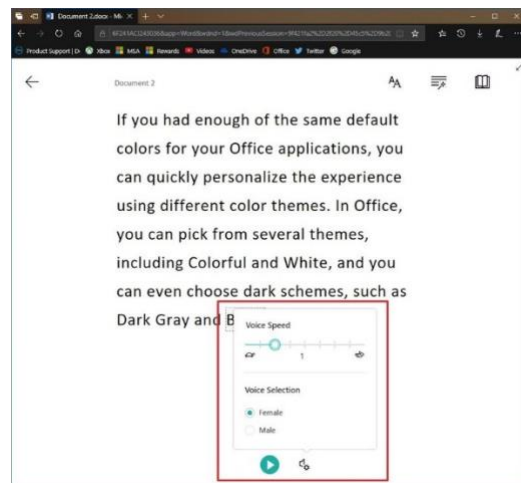 Document 2.docx - Mi
Product Support | D
Xbox
MSA
Rewards
Videos
OneDrive
Office
Twitter
Google
Document 2
If you had enough of the same default
colors for your Office applications, you
can quickly personalize the experience
using different color themes. In Office,
you can pick from several themes,
including Colorful and White, and you
can even choose dark schemes, such as
Dark Gray and B
Voice Speed
1
Voice Selection
Female
Male